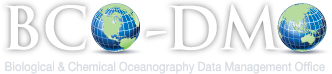 BCO-DMO
Biological & Chemical Oceanography Data Management Office